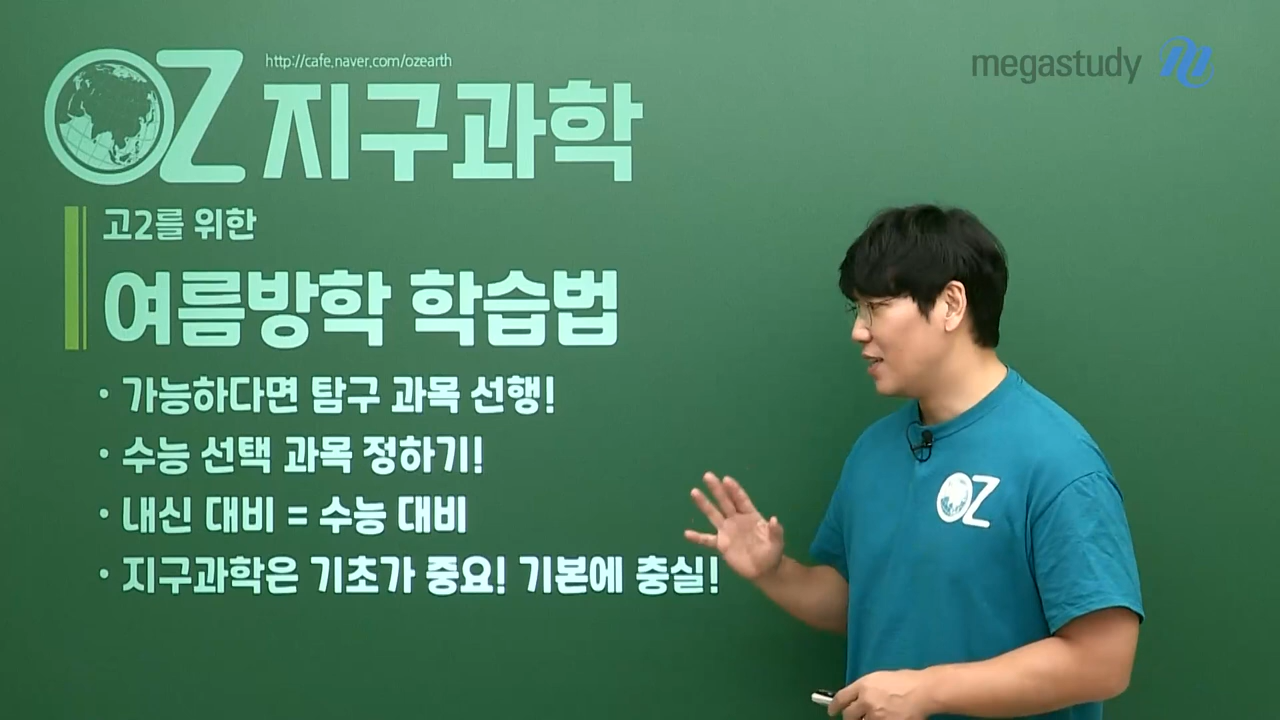 http://cafe.naver.com/ozearth
OZ 지구과학
megastudy
고2를 위한
여름방학 학습법
· 가능하다면 탐구 과목 선행!
· 수능 선택 과목 정하기!
· 내신 대비 = 수능 대비
· 지구과학은 기초가 중요! 기본에 충실!
OZ